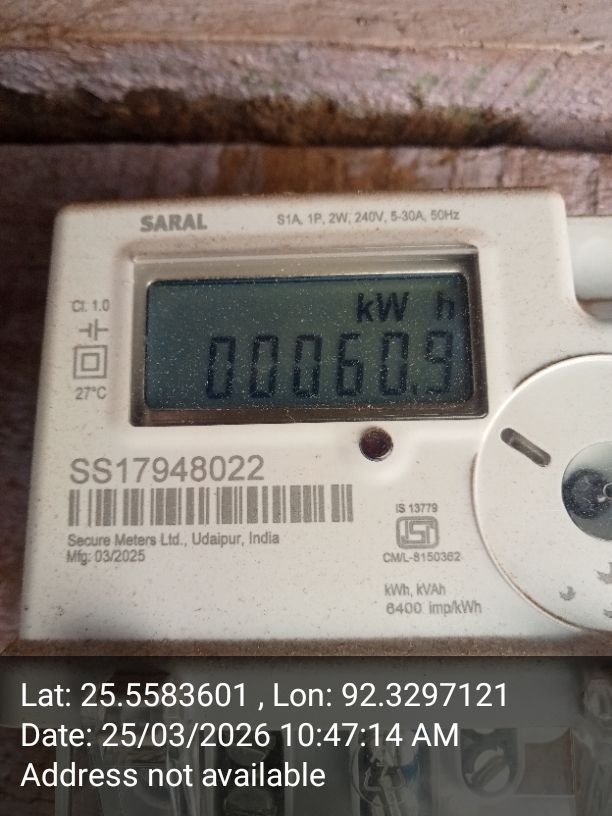 SARAL
S1A, 1P, 2W, 240V, 5-30A, 50Hz
Cl. 1.0
kW h
00060.9
27°C
SS17948022
Secure Meters Ltd., Udaipur, India
Mfg: 03/2025
IS 13779
ISI
CM/L-8150362
kWh, kVAh
6400 imp/kWh
Lat: 25.5583601 , Lon: 92.3297121
Date: 25/03/2026 10:47:14 AM
Address not available